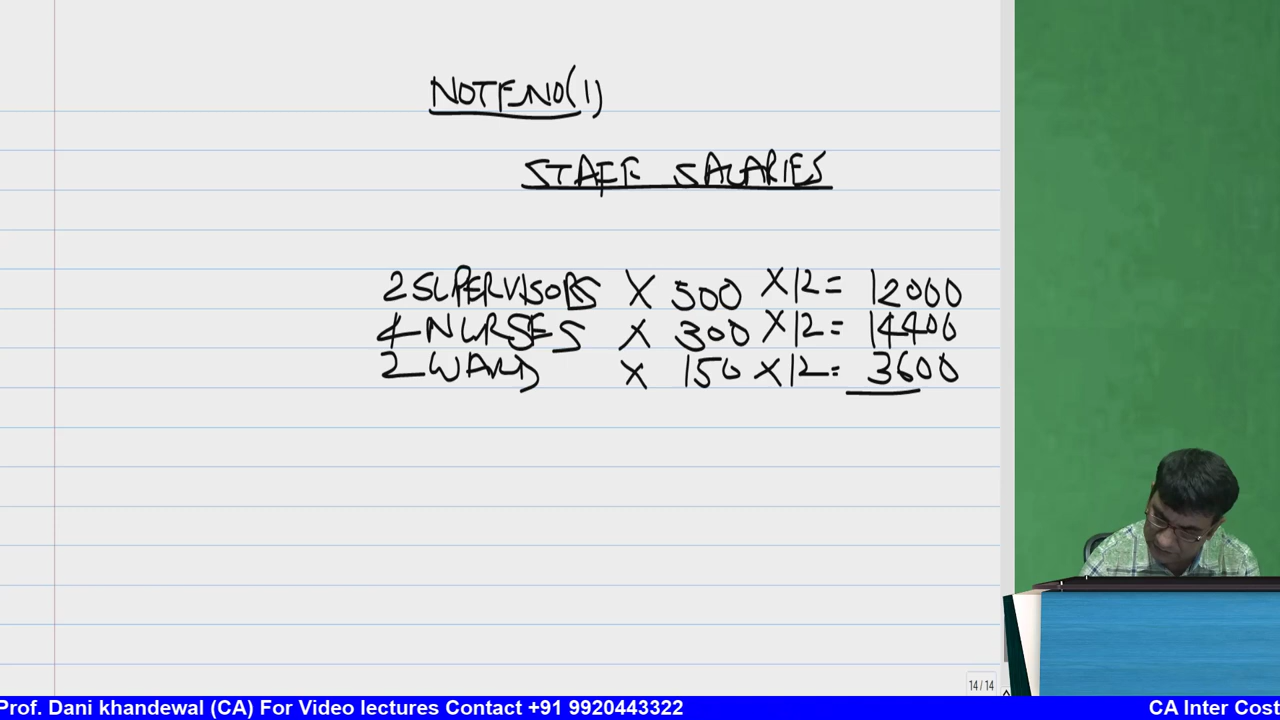 NOTE NO(1)
STAFF SALARIES
2 SUPERVISORS X 500 X 12 = 12000
4 NURSES X 300 X 12 = 14400
2 WARD X 150 X 12 = 3600
14 / 14
Prof. Dani khandewal (CA) For Video lectures Contact +91 9920443322
CA Inter Cost